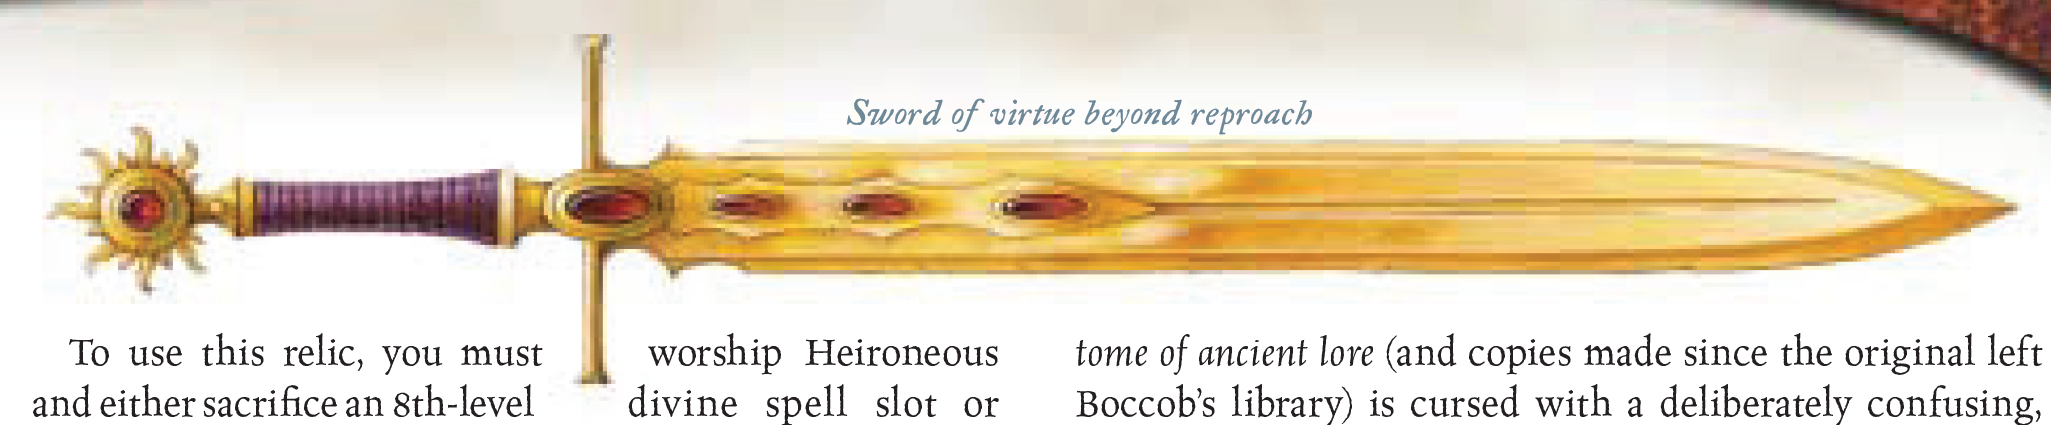 Sword of virtue beyond reproach
To use this relic, you must worship Heironeous
and either sacrifice an 8th-level divine spell slot or
tome of ancient lore (and copies made since the original left
Boccob's library) is cursed with a deliberately confusing,